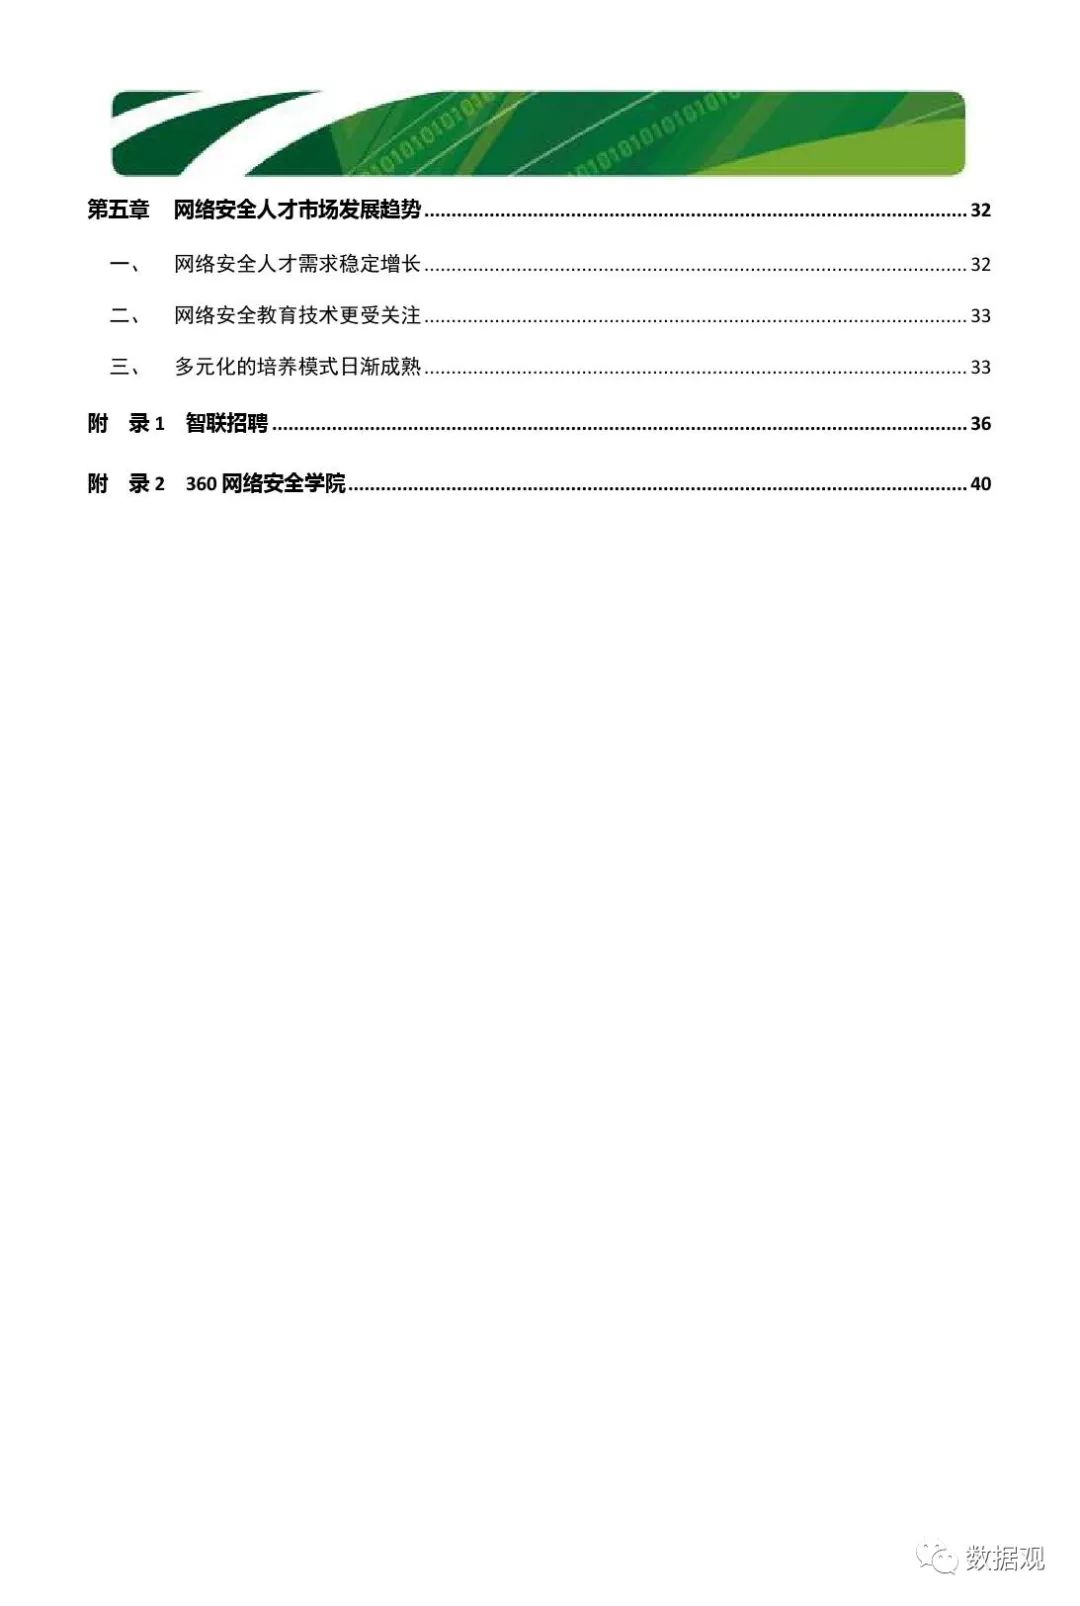 第五章 网络安全人才市场发展趋势........................................32
一、 网络安全人才需求稳定增长........................................32
二、 网络安全教育技术更受关注........................................33
三、 多元化的培养模式日渐成熟........................................33
附 录1 智联招聘........................................36
附 录2 360网络安全学院........................................40
数据观